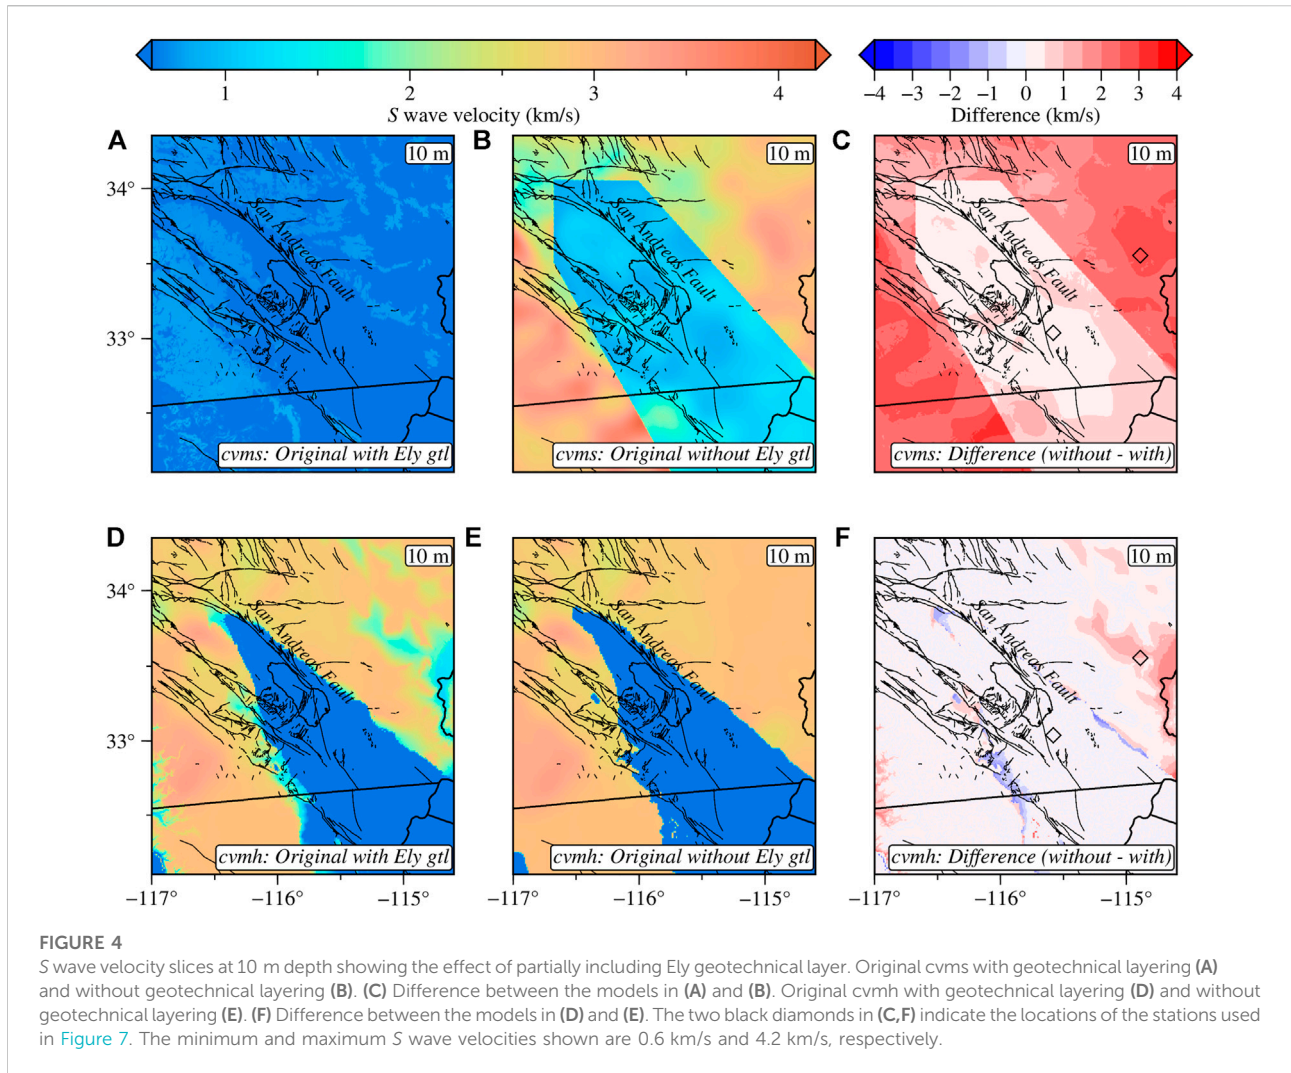 1 2 3 4
S wave velocity (km/s)
−4 −3 −2 −1 0 1 2 3 4
Difference (km/s)
A
10 m
34°
33°
San Andreas Fault
cvms: Original with Ely gtl
B
10 m
San Andreas Fault
cvms: Original without Ely gtl
C
10 m
San Andreas Fault
cvms: Difference (without - with)
D
10 m
34°
33°
San Andreas Fault
cvmh: Original with Ely gtl
−117° −116° −115°
E
10 m
San Andreas Fault
cvmh: Original without Ely gtl
−117° −116° −115°
F
10 m
San Andreas Fault
cvmh: Difference (without - with)
−117° −116° −115°
FIGURE 4
S wave velocity slices at 10 m depth showing the effect of partially including Ely geotechnical layer. Original cvms with geotechnical layering (A)
and without geotechnical layering (B). (C) Difference between the models in (A) and (B). Original cvmh with geotechnical layering (D) and without
geotechnical layering (E). (F) Difference between the models in (D) and (E). The two black diamonds in (C,F) indicate the locations of the stations used
in Figure 7. The minimum and maximum S wave velocities shown are 0.6 km/s and 4.2 km/s, respectively.